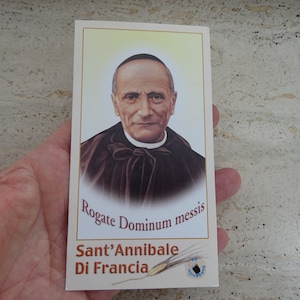 Rogate Dominum messis
Sant'Annibale
Di Francia